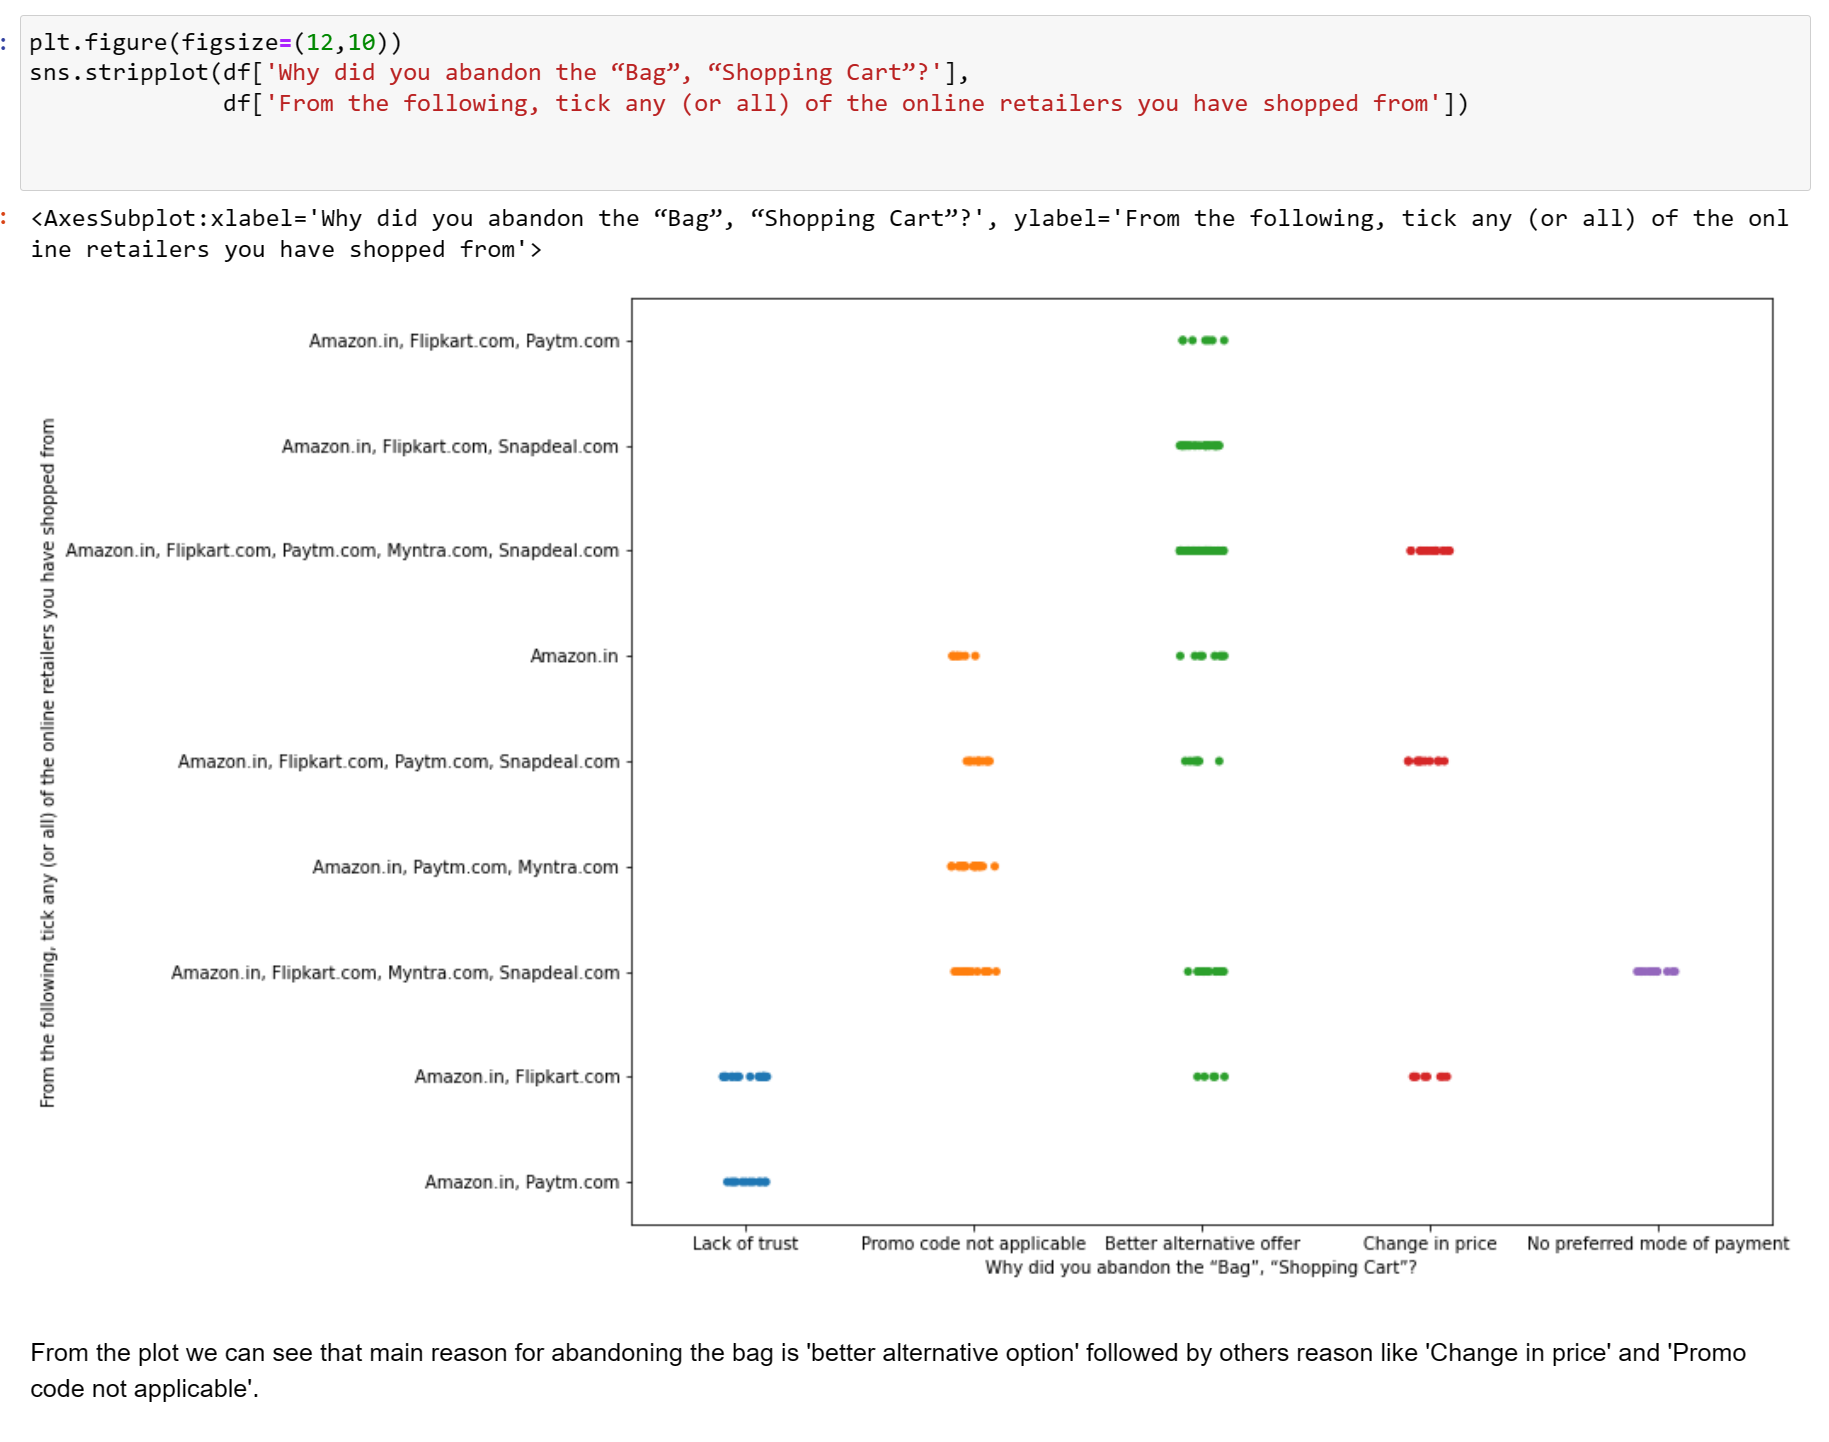 : plt.figure(figsize=(12,10))
sns.stripplot(df['Why did you abandon the “Bag”, “Shopping Cart”?'],
df['From the following, tick any (or all) of the online retailers you have shopped from'])
: <AxesSubplot:xlabel='Why did you abandon the “Bag”, “Shopping Cart”?', ylabel='From the following, tick any (or all) of the onl
ine retailers you have shopped from'>
From the following, tick any (or all) of the online retailers you have shopped from
Amazon.in, Flipkart.com, Paytm.com
Amazon.in, Flipkart.com, Snapdeal.com
Amazon.in, Flipkart.com, Paytm.com, Myntra.com, Snapdeal.com
Amazon.in
Amazon.in, Flipkart.com, Paytm.com, Snapdeal.com
Amazon.in, Paytm.com, Myntra.com
Amazon.in, Flipkart.com, Myntra.com, Snapdeal.com
Amazon.in, Flipkart.com
Amazon.in, Paytm.com
Lack of trust Promo code not applicable Better alternative offer Change in price No preferred mode of payment
Why did you abandon the “Bag”, “Shopping Cart”?
From the plot we can see that main reason for abandoning the bag is 'better alternative option' followed by others reason like 'Change in price' and 'Promo
code not applicable'.